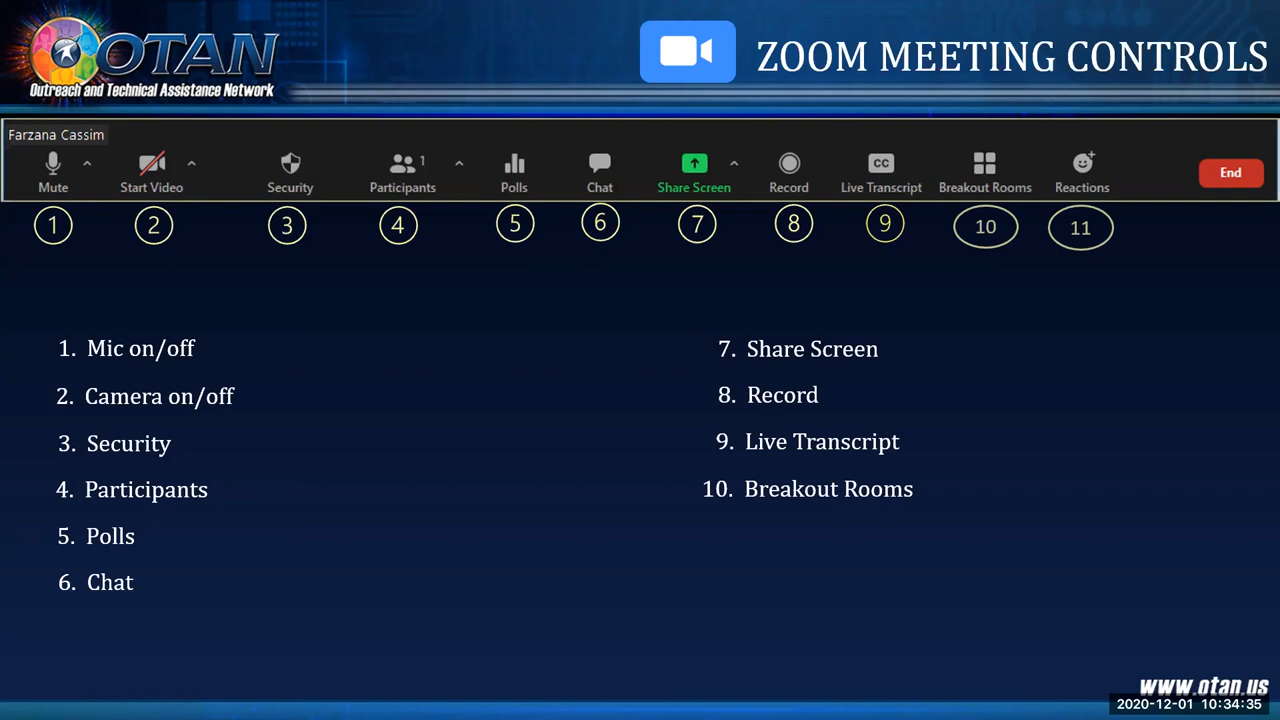 OTAN
Outreach and Technical Assistance Network
ZOOM MEETING CONTROLS
Farzana Cassim
Mute
Start Video
Security
Participants 1
Polls
Chat
Share Screen
Record
CC
Live Transcript
Breakout Rooms
Reactions
End
1 2 3 4 5 6 7 8 9 10 11
1. Mic on/off
2. Camera on/off
3. Security
4. Participants
5. Polls
6. Chat
7. Share Screen
8. Record
9. Live Transcript
10. Breakout Rooms
www.otan.us
2020-12-01 10:34:35